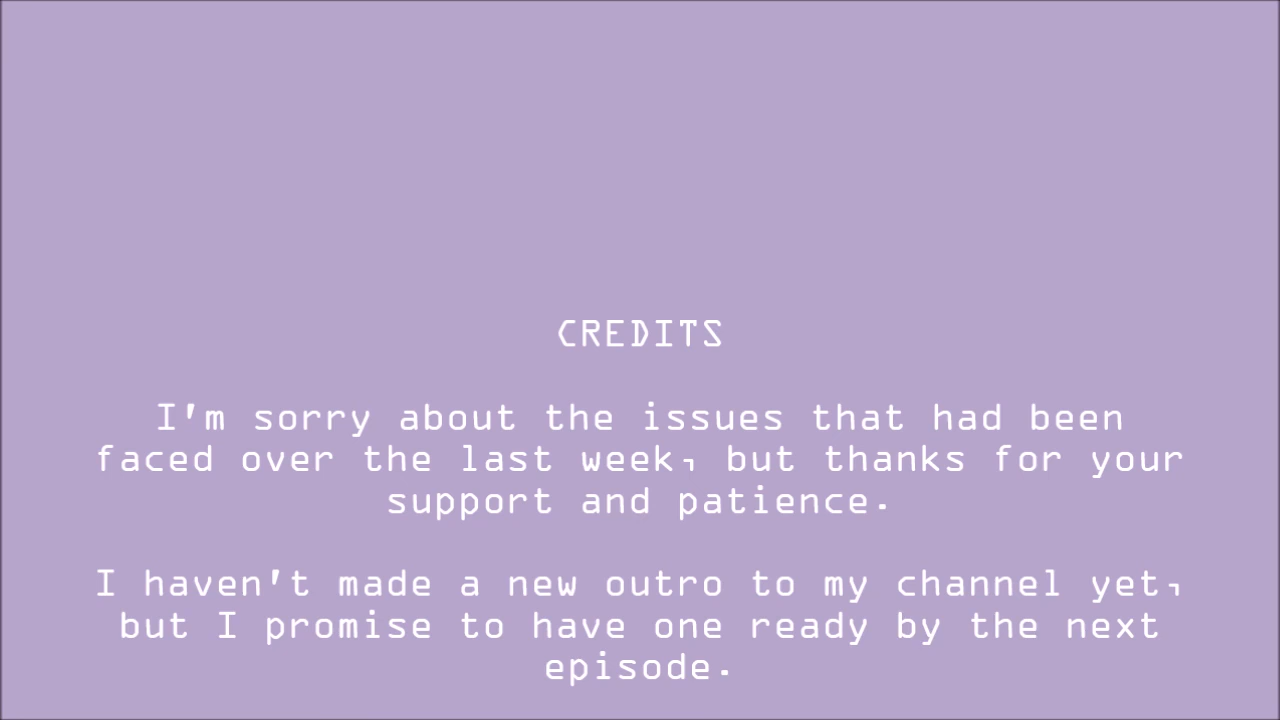 CREDITS
I'm sorry about the issues that had been
faced over the last week, but thanks for your
support and patience.
I haven't made a new outro to my channel yet,
but I promise to have one ready by the next
episode.